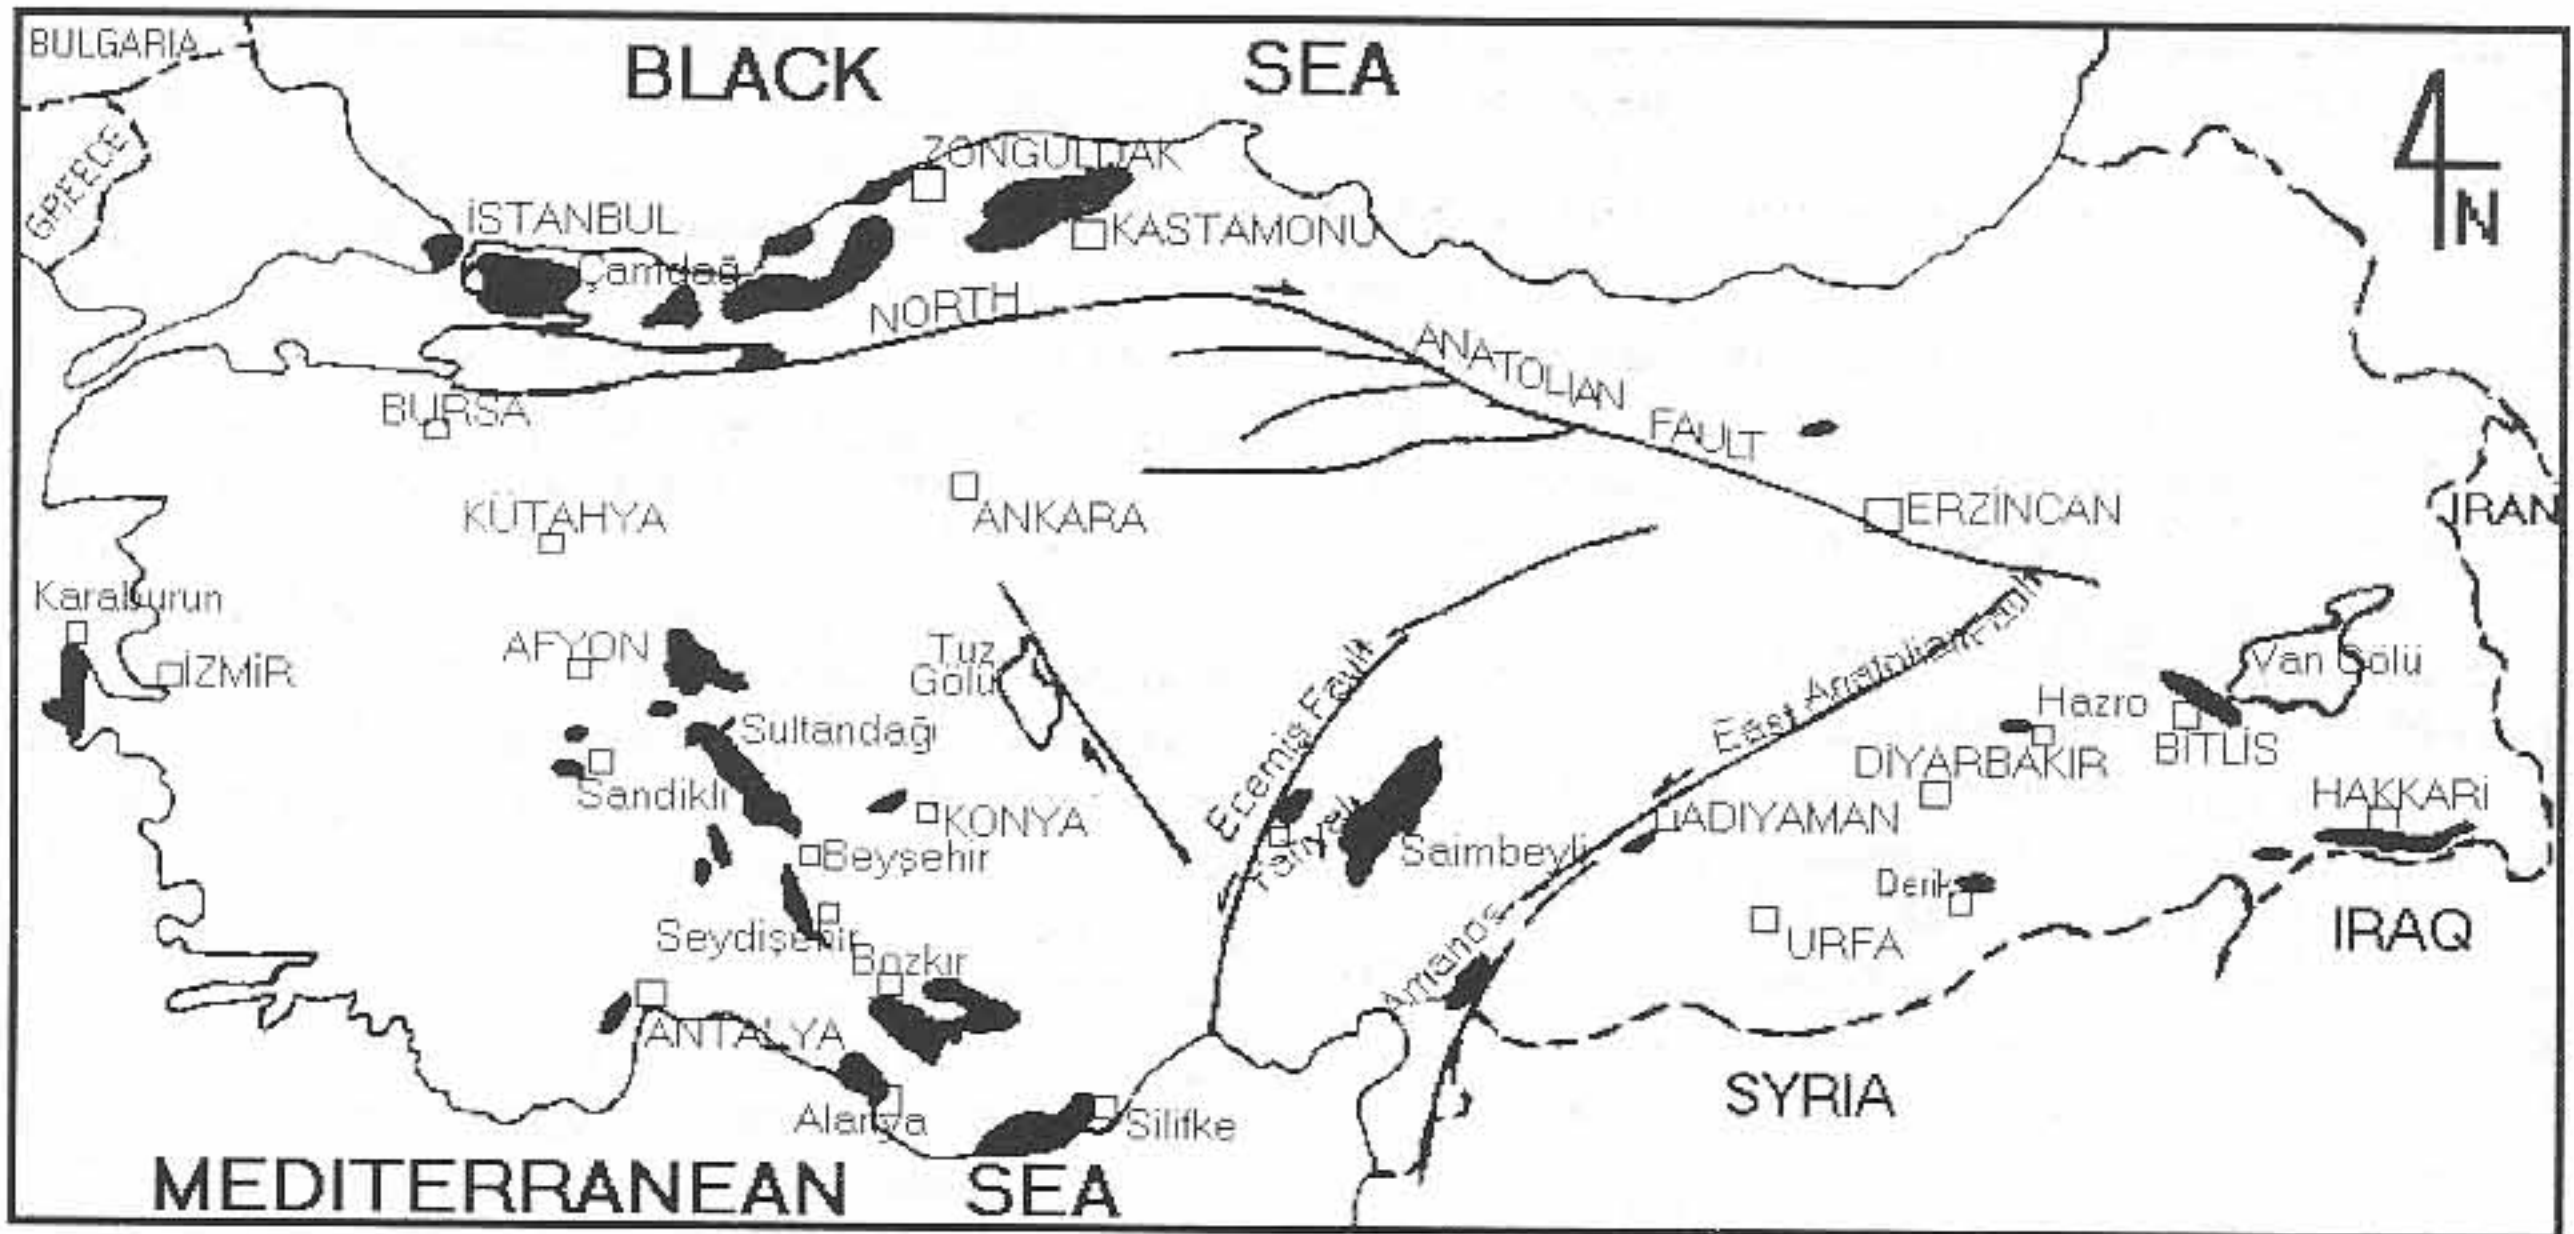 BULGARIA
BLACK SEA
GREECE
ZONGULDAK
İSTANBUL
KASTAMONU
Çamdağ
N
NORTH ANATOLIAN FAULT
BURSA
KÜTAHYA
ANKARA
ERZİNCAN
IRAN
Karaburun
İZMİR
AFYON
Tuz
Gölü
Van Gölü
Sultandağı
Ecemiş Fault
East Anatolian Fault
Hazro
BİTLİS
DİYARBAKIR
Sandikli
KONYA
ADIYAMAN
HAKKARİ
Beyşehir
Saimbeyli
Derik
Seydişehir
URFA
IRAQ
Bozkır
Amanos
ANTALYA
Alanya
Silifke
SYRIA
MEDITERRANEAN SEA